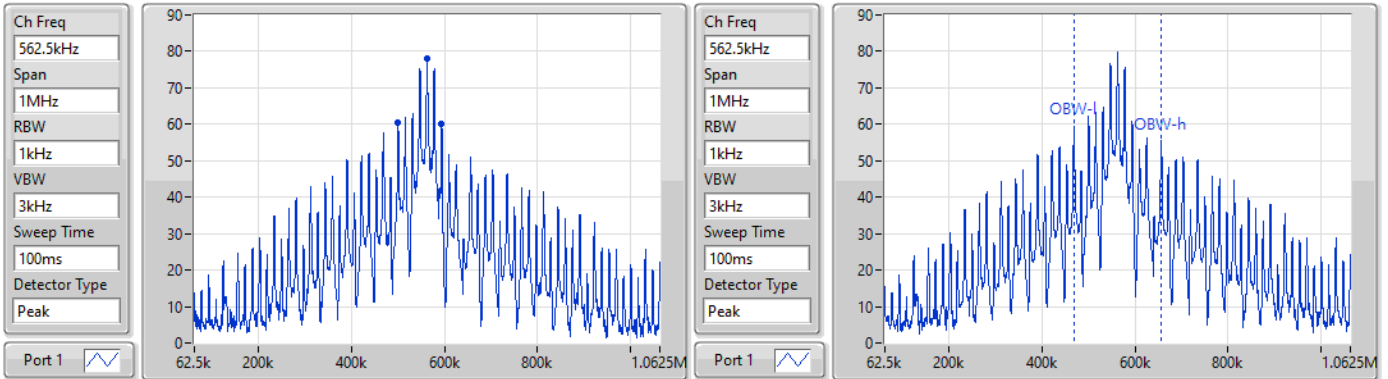 Ch Freq
562.5kHz
Span
1MHz
RBW
1kHz
VBW
3kHz
Sweep Time
100ms
Detector Type
Peak
Port 1
90
80
70
60
50
40
30
20
10
0
62.5k 200k 400k 600k 800k 1.0625M
Ch Freq
562.5kHz
Span
1MHz
RBW
1kHz
VBW
3kHz
Sweep Time
100ms
Detector Type
Peak
Port 1
90
80
70
60
50
40
30
20
10
0
OBW-l
OBW-h
62.5k 200k 400k 600k 800k 1.0625M